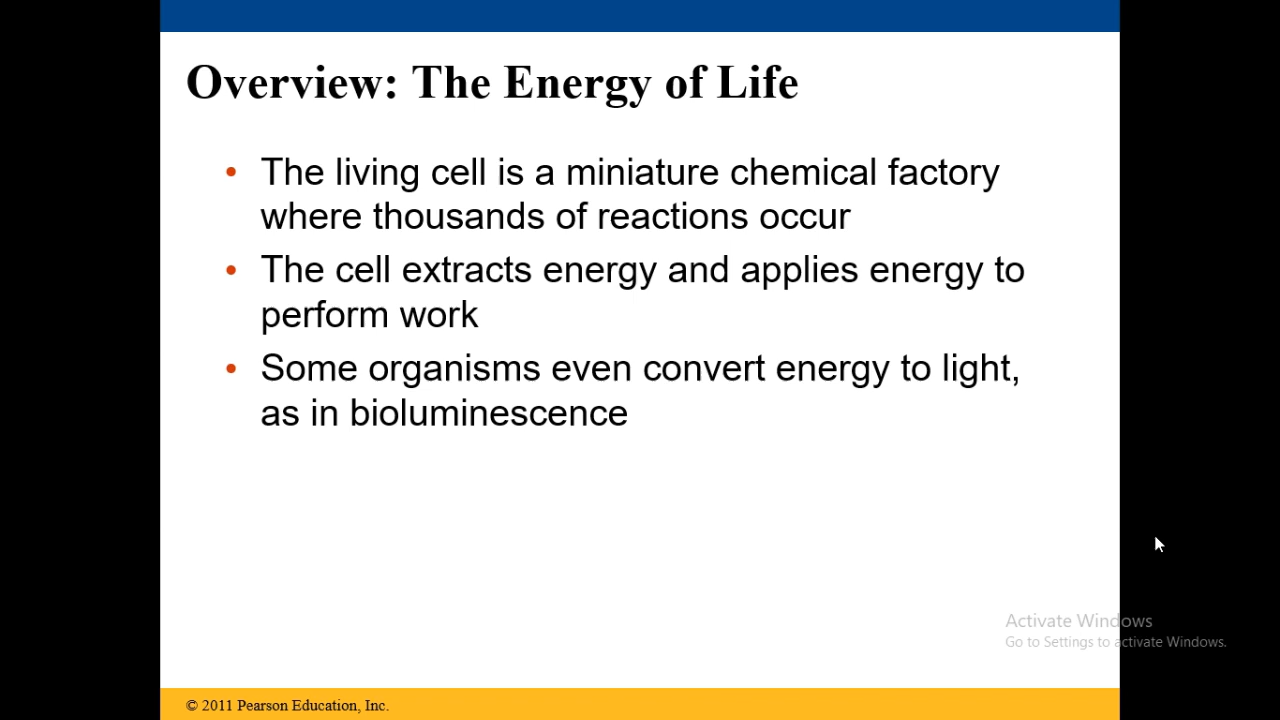 Overview: The Energy of Life
• The living cell is a miniature chemical factory
where thousands of reactions occur
• The cell extracts energy and applies energy to
perform work
• Some organisms even convert energy to light,
as in bioluminescence
Activate Windows
Go to Settings to activate Windows.
© 2011 Pearson Education, Inc.